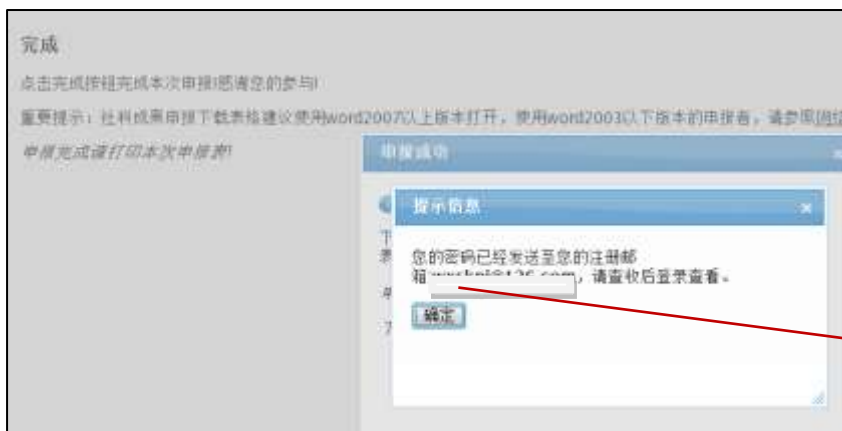 完成
点击完成按钮完成本次申报!感谢您的参与!
重要提示：社科成果申报下载表格建议使用word2007以上版本打开，使用word2003以下版本的申报者，请参照
申报完成请打印本次申报表!
申报成功
提示信息
您的密码已经发送至您的注册邮
箱，请查收后登录查看。
确定